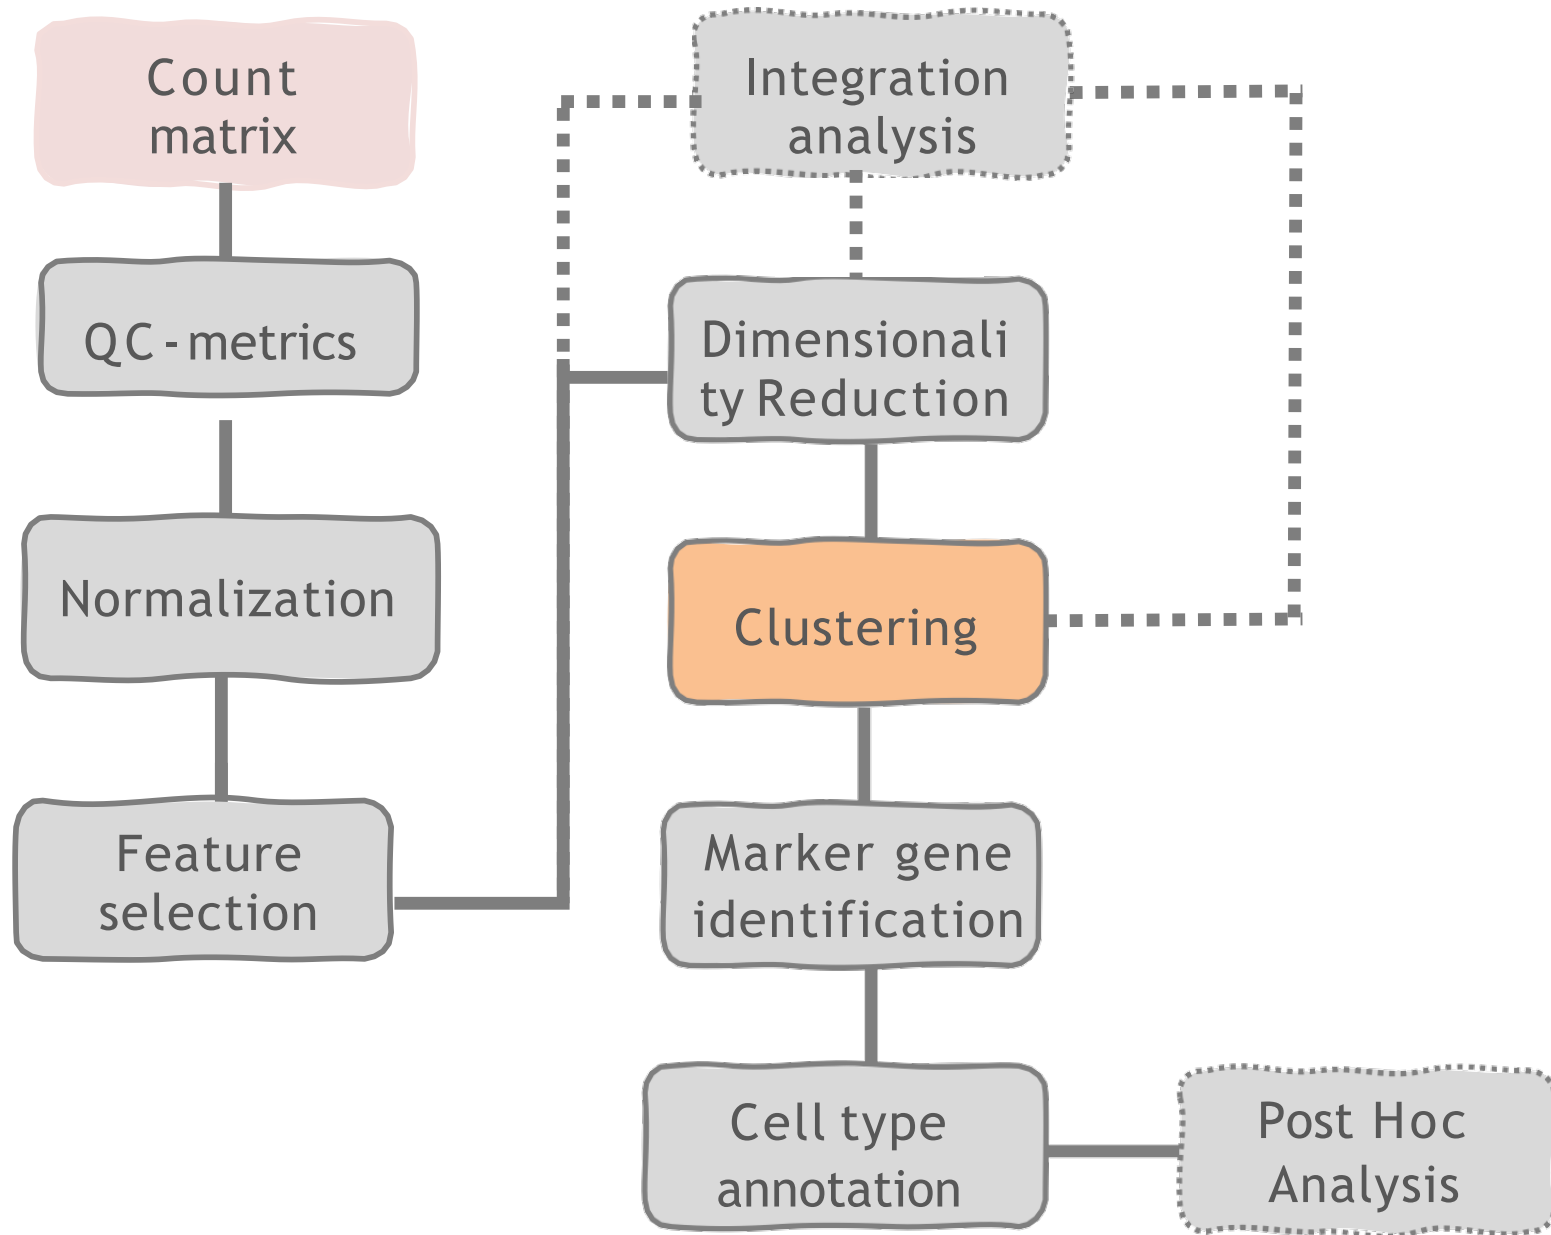 Count
matrix
QC-metrics
Normalization
Feature
selection
Integration
analysis
Dimensionali
ty Reduction
Clustering
Marker gene
identification
Cell type
annotation
Post Hoc
Analysis